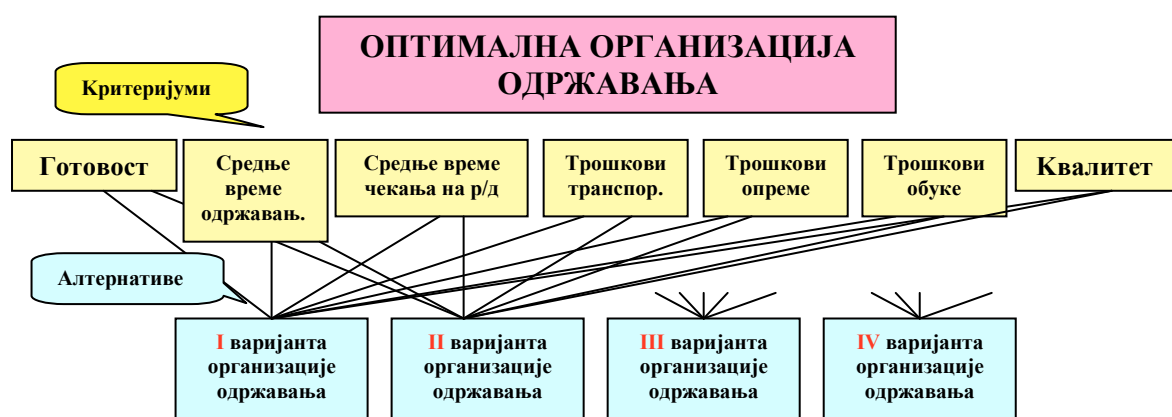 ОПТИМАЛНА ОРГАНИЗАЦИЈА
ОДРЖАВАЊА
Критеријуми
Готовост
Средње
време
одржавањ.
Средње време
чекања на р/д
Трошкови
транспор.
Трошкови
опреме
Трошкови
обуке
Квалитет
Алтернативе
I варијанта
организације
одржавања
II варијанта
организације
одржавања
III варијанта
организације
одржавања
IV варијанта
организације
одржавања